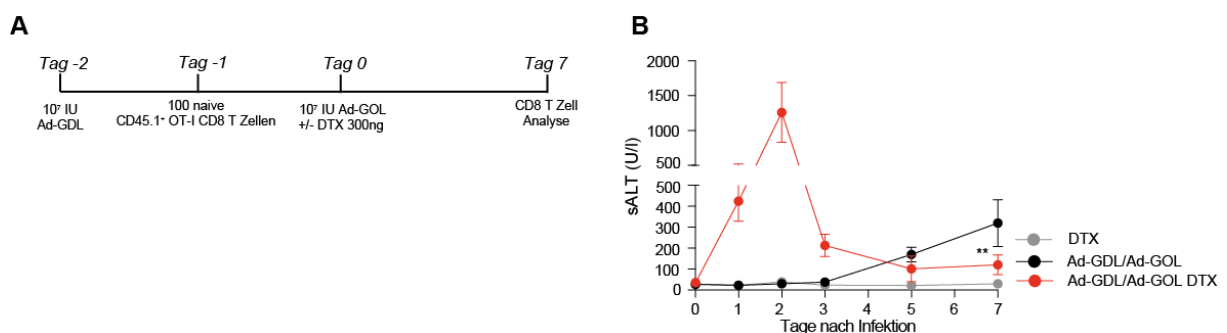 A
Tag -2
Tag -1
Tag 0
Tag 7
10⁷ IU
Ad-GDL
100 naive
CD45.1⁺ OT-I CD8 T Zellen
10⁷ IU Ad-GOL
+/- DTX 300ng
CD8 T Zell
Analyse
B
sALT (U/l)
2000
1500
1000
500
500
400
300
200
100
0
**
0 1 2 3 4 5 6 7
Tage nach Infektion
DTX
Ad-GDL/Ad-GOL
Ad-GDL/Ad-GOL DTX